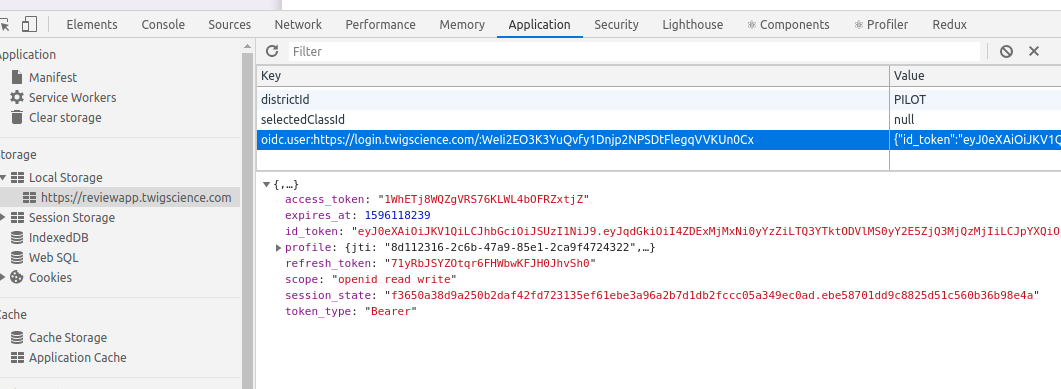 Elements Console Sources Network Performance Memory Application Security Lighthouse Components Profiler Redux
Application
Manifest
Service Workers
Clear storage
Storage
Local Storage
https://reviewapp.twigscience.com
Session Storage
IndexedDB
Web SQL
Cookies
Cache
Cache Storage
Application Cache
Filter
Key Value
districtId PILOT
selectedClassId null
oidc.user:https://login.twigscience.com/:WeIi2EO3K3YuQvfy1Dnjp2NPSDtFlegqVVKUn0Cx {"id_token":"eyJ0eXAiOiJKV1Q
{,…}
access_token: "1WhETj8WQZgVRS76KLWL4bOFRZxtjZ"
expires_at: 1596118239
id_token: "eyJ0eXAiOiJKV1QiLCJhbGciOiJSUzI1NiJ9.eyJqdGkiOiI4ZDExMjMxNi0yYzZiLTQ3YTktODVlMS0yY2E5ZjQ3MjQzMjIiLCJpYXQiO
profile: {jti: "8d112316-2c6b-47a9-85e1-2ca9f4724322",…}
refresh_token: "71yRbJSYZOtqr6FHWbwKFJH0JhvSh0"
scope: "openid read write"
session_state: "f3650a38d9a250b2daf42fd723135ef61ebe3a96a2b7d1db2fccc05a349ec0ad.ebe58701dd9c8825d51c560b36b98e4a"
token_type: "Bearer"